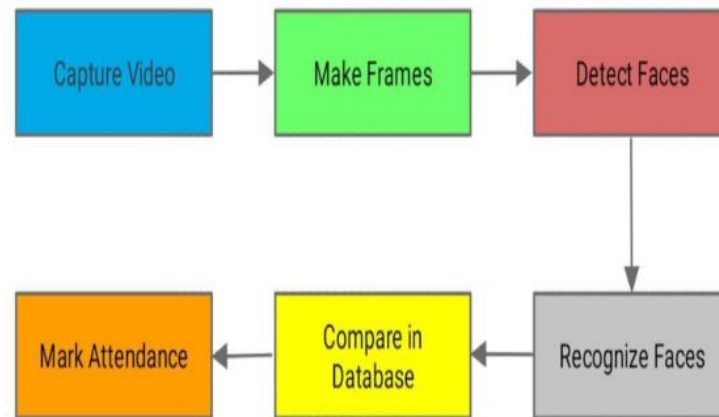 Capture Video
Make Frames
Detect Faces
Recognize Faces
Compare in
Database
Mark Attendance